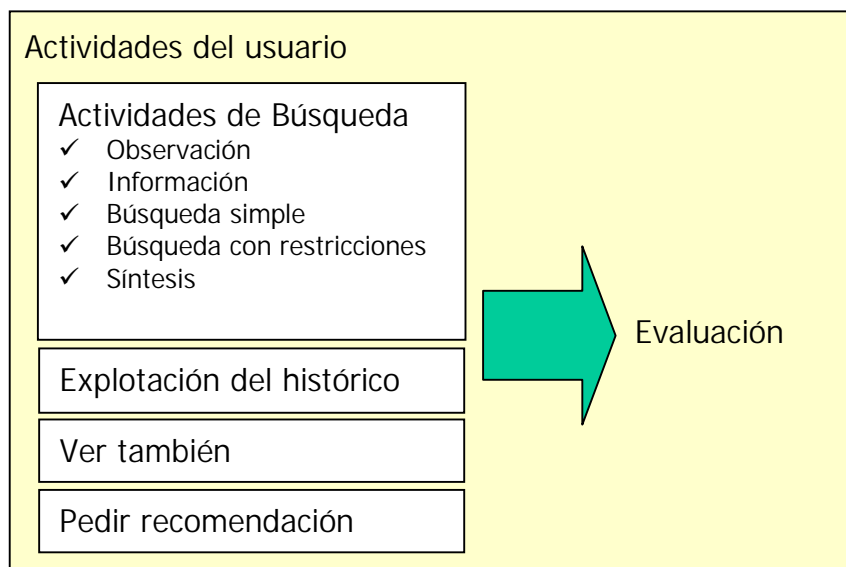 Actividades del usuario
Actividades de Búsqueda
✓ Observación
✓ Información
✓ Búsqueda simple
✓ Búsqueda con restricciones
✓ Síntesis
Explotación del histórico
Ver también
Pedir recomendación
Evaluación